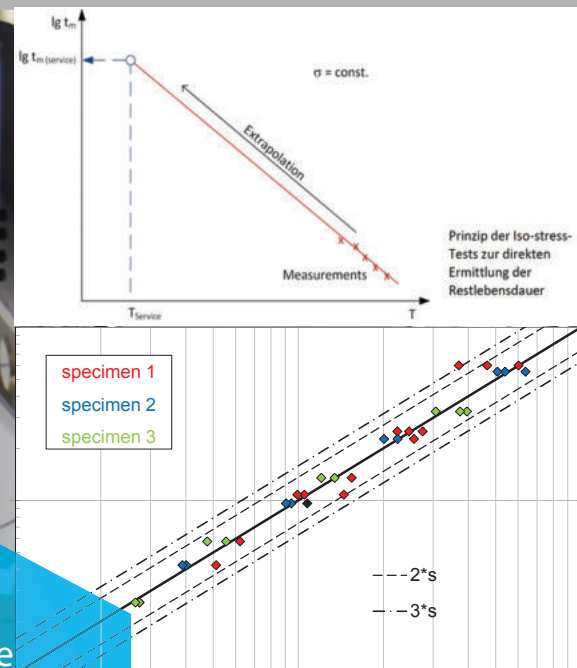 lg tₘ
lg tₘ (service)
σ = const.
Extrapolation
Measurements
Prinzip der Iso-stress-
Tests zur direkten
Ermittlung der
Restlebensdauer
T_Service
T
specimen 1
specimen 2
specimen 3
2*s
3*s